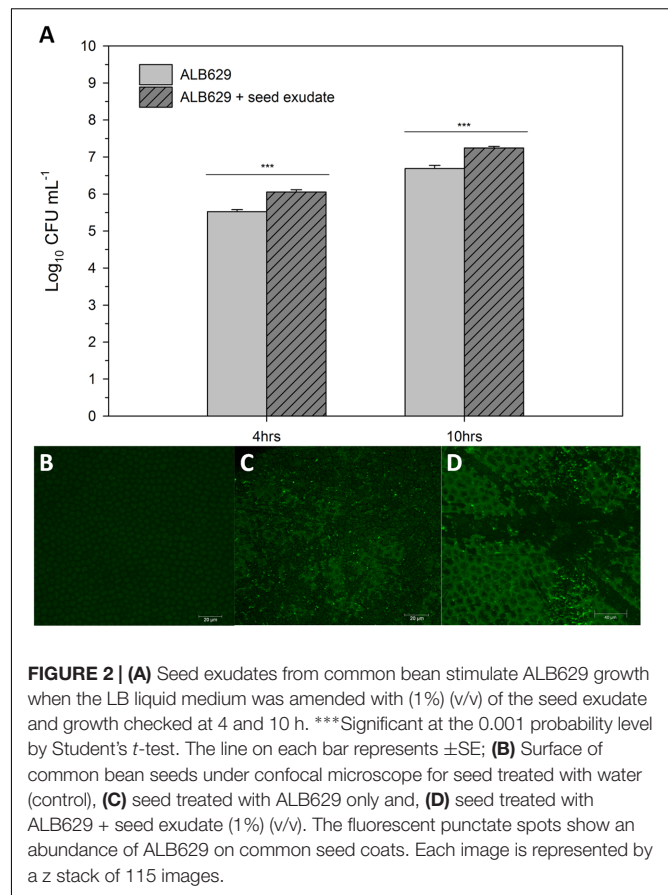 A
10
9
8
7
6
5
4
3
2
1
0
Log₁₀ CFU mL⁻¹
ALB629
ALB629 + seed exudate
***
***
4hrs
10hrs
B
C
D
20 µm
20 µm
40 µm
FIGURE 2 | (A) Seed exudates from common bean stimulate ALB629 growth
when the LB liquid medium was amended with (1%) (v/v) of the seed exudate
and growth checked at 4 and 10 h. ***Significant at the 0.001 probability level
by Student's t-test. The line on each bar represents ±SE; (B) Surface of
common bean seeds under confocal microscope for seed treated with water
(control), (C) seed treated with ALB629 only and, (D) seed treated with
ALB629 + seed exudate (1%) (v/v). The fluorescent punctate spots show an
abundance of ALB629 on common seed coats. Each image is represented by
a z stack of 115 images.